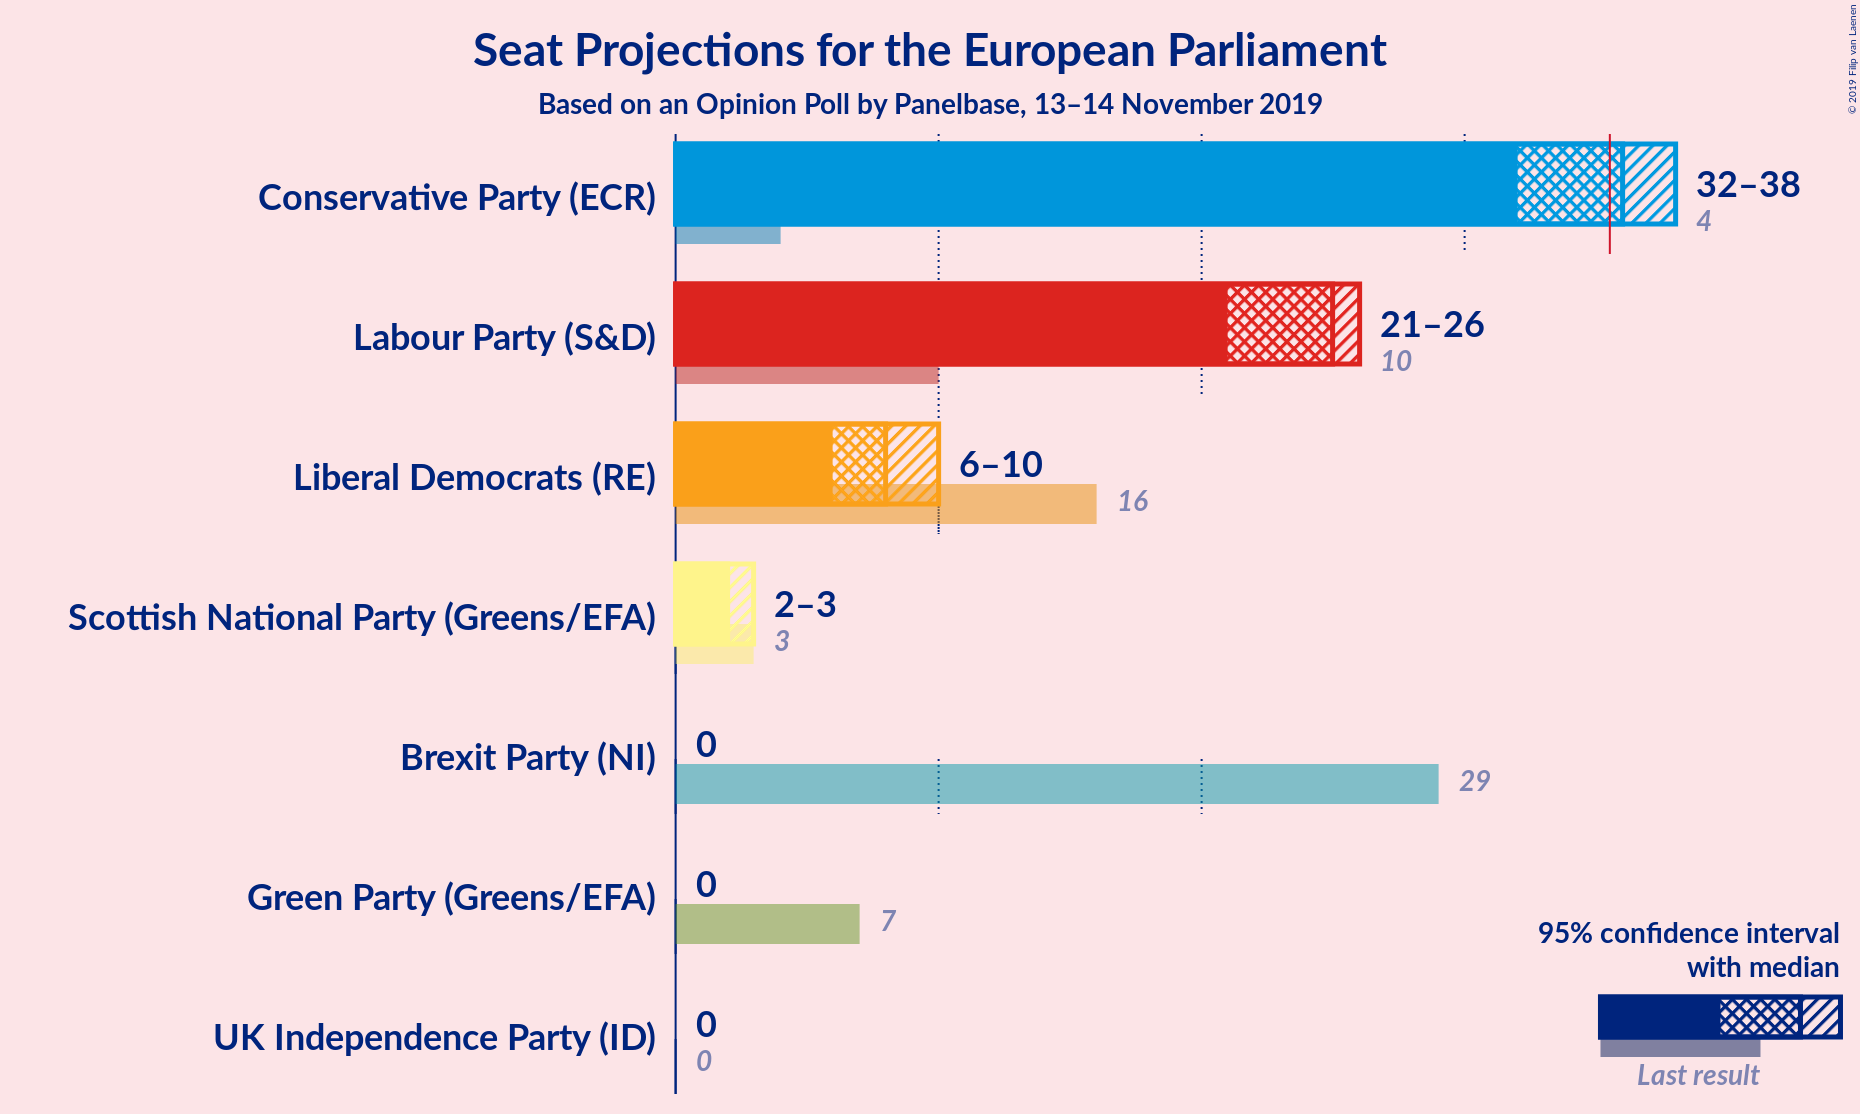 Seat Projections for the European Parliament
Based on an Opinion Poll by Panelbase, 13–14 November 2019
© 2019 Filip van Laenen
Conservative Party (ECR)
32–38
4
Labour Party (S&D)
21–26
10
Liberal Democrats (RE)
6–10
16
Scottish National Party (Greens/EFA)
2–3
3
Brexit Party (NI)
0
29
Green Party (Greens/EFA)
0
7
UK Independence Party (ID)
0
0
95% confidence interval
with median
Last result